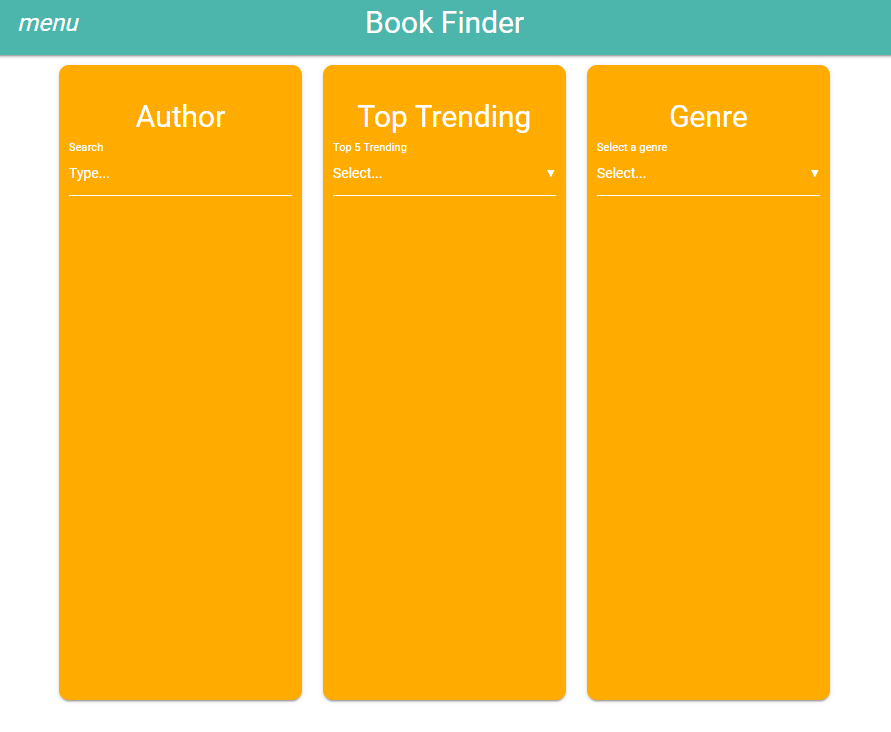 menu
Book Finder
Author
Search
Type...
Top Trending
Top 5 Trending
Select...
Genre
Select a genre
Select...